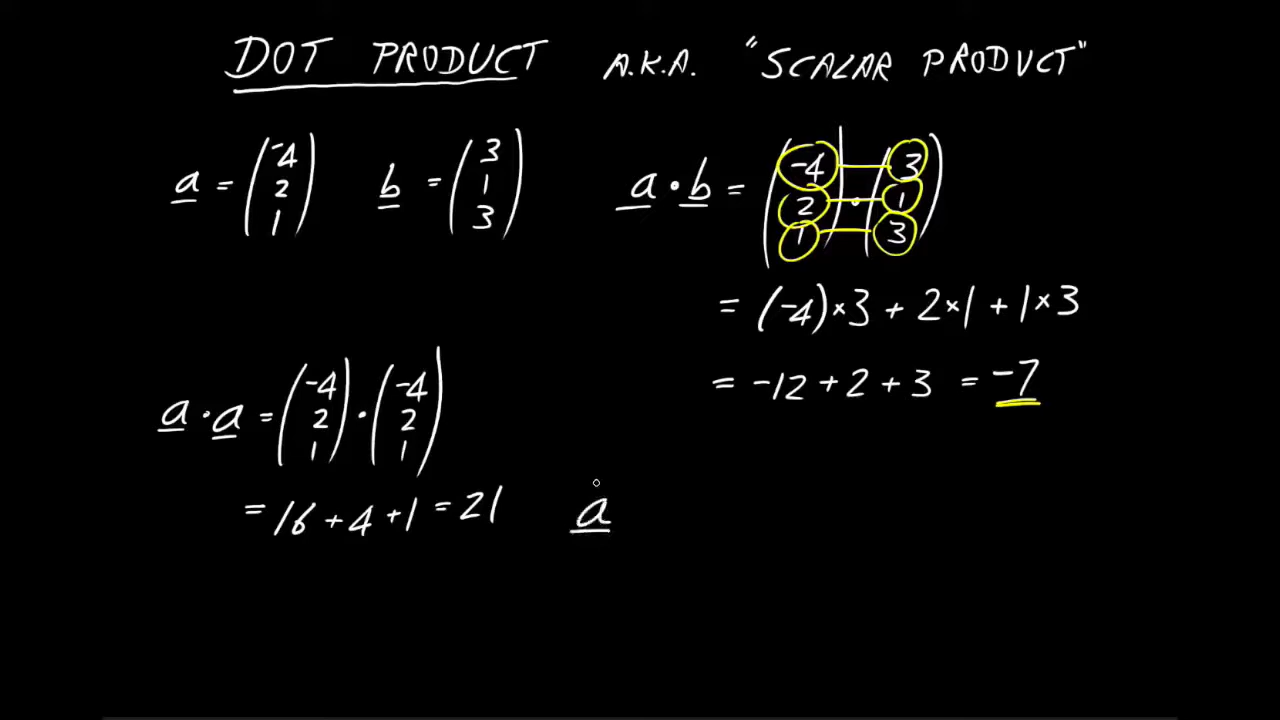 DOT PRODUCT A.K.A. "SCALAR PRODUCT"
a = (-4 2 1) b = (3 1 3) a · b = (-4 2 1) · (3 1 3)
= (-4)×3 + 2×1 + 1×3
= -12 + 2 + 3 = -7
a · a = (-4 2 1) · (-4 2 1)
= 16 + 4 + 1 = 21 a